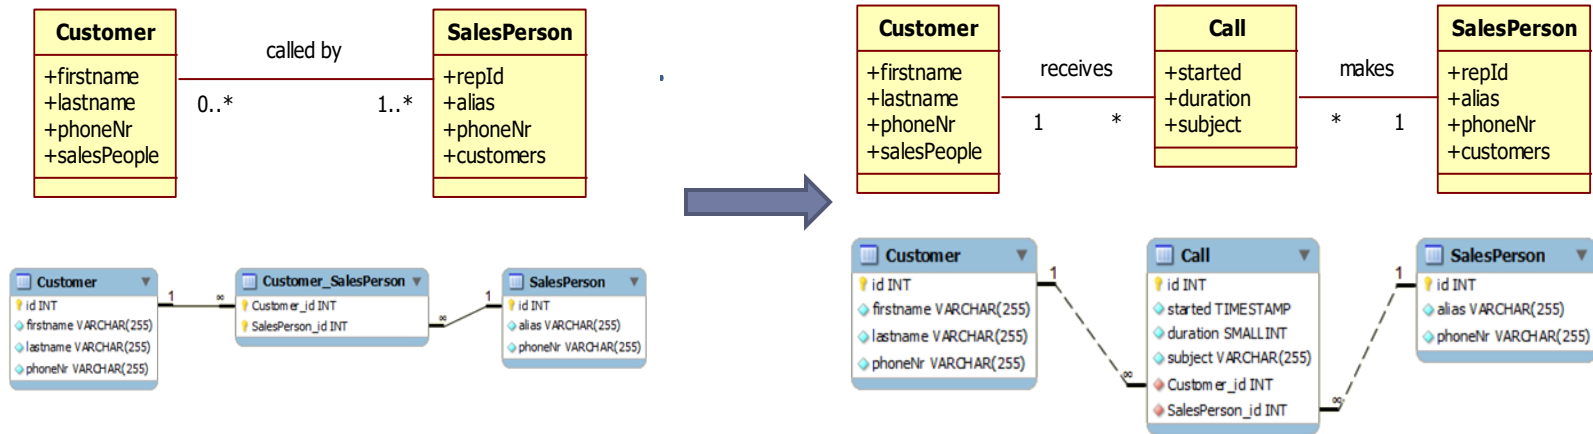 Customer
+firstname
+lastname
+phoneNr
+salesPeople
called by
0..*
1..*
SalesPerson
+repId
+alias
+phoneNr
+customers
Customer
+firstname
+lastname
+phoneNr
+salesPeople
receives
1
*
Call
+started
+duration
+subject
makes
*
1
SalesPerson
+repId
+alias
+phoneNr
+customers
Customer
id INT
firstname VARCHAR(255)
lastname VARCHAR(255)
phoneNr VARCHAR(255)
1
∞
Customer_SalesPerson
Customer_id INT
SalesPerson_id INT
∞
1
SalesPerson
id INT
alias VARCHAR(255)
phoneNr VARCHAR(255)
Customer
id INT
firstname VARCHAR(255)
lastname VARCHAR(255)
phoneNr VARCHAR(255)
1
∞
Call
id INT
started TIMESTAMP
duration SMALLINT
subject VARCHAR(255)
Customer_id INT
SalesPerson_id INT
∞
1
SalesPerson
id INT
alias VARCHAR(255)
phoneNr VARCHAR(255)